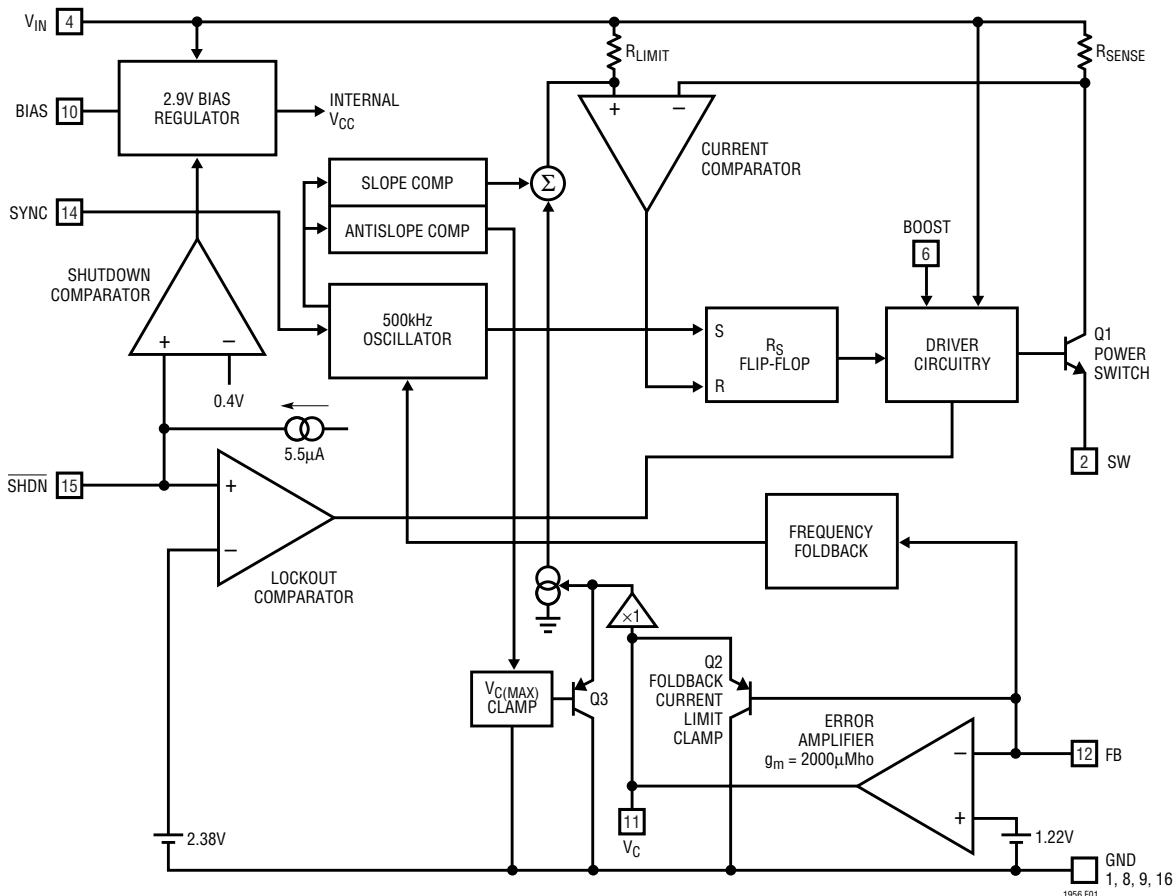 VIN 4
RLIMIT
RSENSE
2.9V BIAS
REGULATOR
BIAS 10
INTERNAL
VCC
+
−
CURRENT
COMPARATOR
SLOPE COMP
Σ
ANTISLOPE COMP
SYNC 14
BOOST
6
SHUTDOWN
COMPARATOR
+
−
0.4V
500kHz
OSCILLATOR
S
R
RS
FLIP-FLOP
DRIVER
CIRCUITRY
Q1
POWER
SWITCH
5.5µA
2 SW
SHDN 15
+
−
LOCKOUT
COMPARATOR
FREQUENCY
FOLDBACK
×1
VC(MAX)
CLAMP
Q3
Q2
FOLDBACK
CURRENT
LIMIT
CLAMP
ERROR
AMPLIFIER
gm = 2000µMho
−
+
12 FB
11
VC
2.38V
1.22V
GND
1, 8, 9, 16
1956 F01